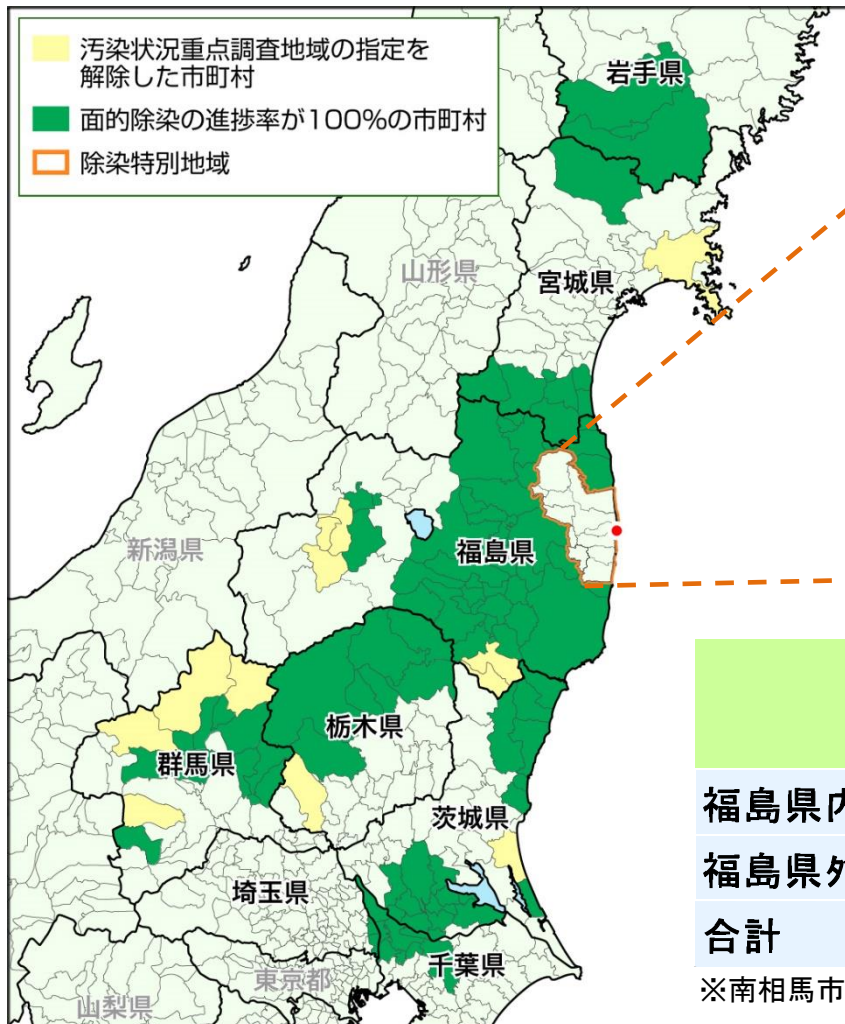 汚染状況重点調査地域の指定を
解除した市町村
面的除染の進捗率が100%の市町村
除染特別地域
岩手県
山形県
宮城県
新潟県
福島県
栃木県
群馬県
茨城県
埼玉県
千葉県
東京都
山梨県
福島県内
福島県外
合計
※南相馬市